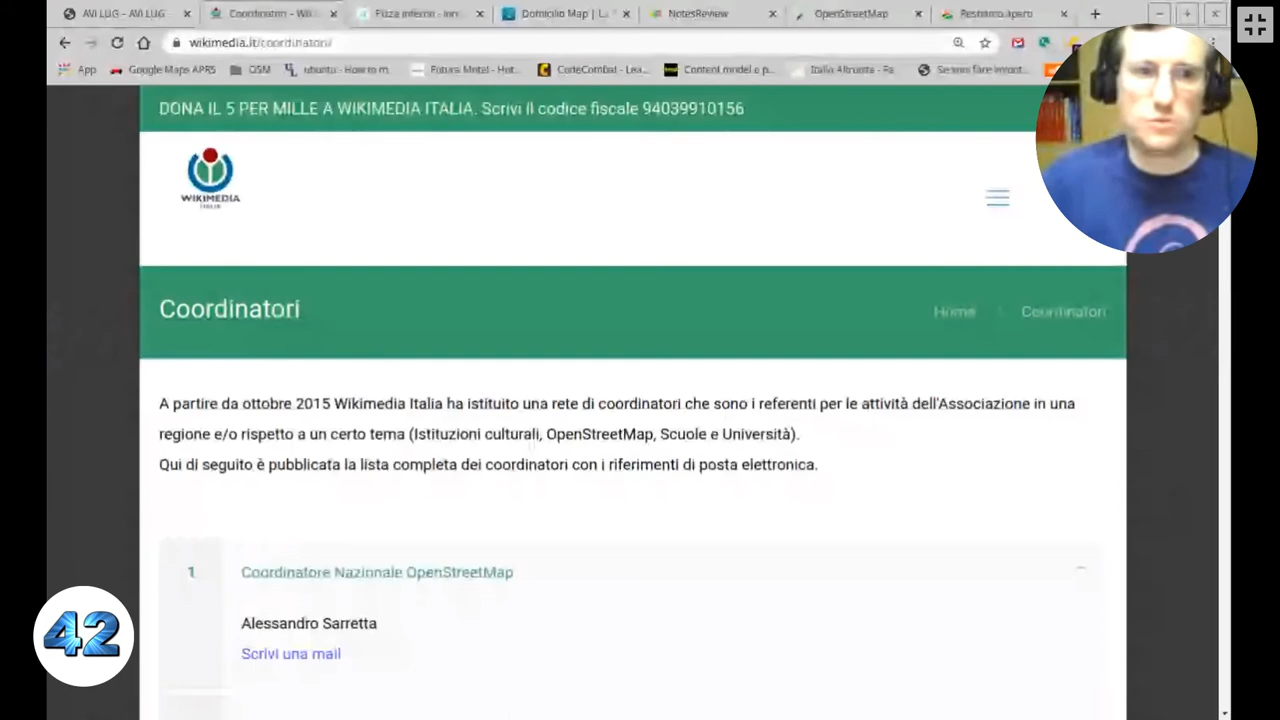 AVI LUG – AVI LUG
NotesReview
OpenStreetMap
wikimedia.it/coordinatori/
App
Google Maps APRS
OSM
DONA IL 5 PER MILLE A WIKIMEDIA ITALIA. Scrivi il codice fiscale 94039910156
WIKIMEDIA
ITALIA
Coordinatori
Home
Coordinatori
A partire da ottobre 2015 Wikimedia Italia ha istituito una rete di coordinatori che sono i referenti per le attività dell'Associazione in una
regione e/o rispetto a un certo tema (Istituzioni culturali, OpenStreetMap, Scuole e Università).
Qui di seguito è pubblicata la lista completa dei coordinatori con i riferimenti di posta elettronica.
1 Coordinatore Nazionale OpenStreetMap
Alessandro Sarretta
Scrivi una mail
42